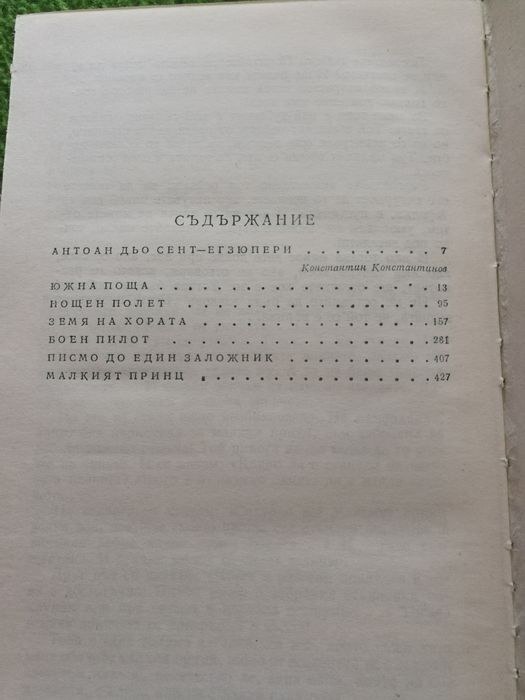 СЪДЪРЖАНИЕ
АНТОАН ДЬО СЕНТ—ЕГЗЮПЕРИ . . . . . . . . . 7
Константин Константинов
ЮЖНА ПОЩА . . . . . . . . . . . . . . . . . . 13
НОЩЕН ПОЛЕТ . . . . . . . . . . . . . . . . . 95
ЗЕМЯ НА ХОРАТА . . . . . . . . . . . . . . . 157
БОЕН ПИЛОТ . . . . . . . . . . . . . . . . . . 281
ПИСМО ДО ЕДИН ЗАЛОЖНИК . . . . . . . . . . 407
МАЛКИЯТ ПРИНЦ . . . . . . . . . . . . . . . 427